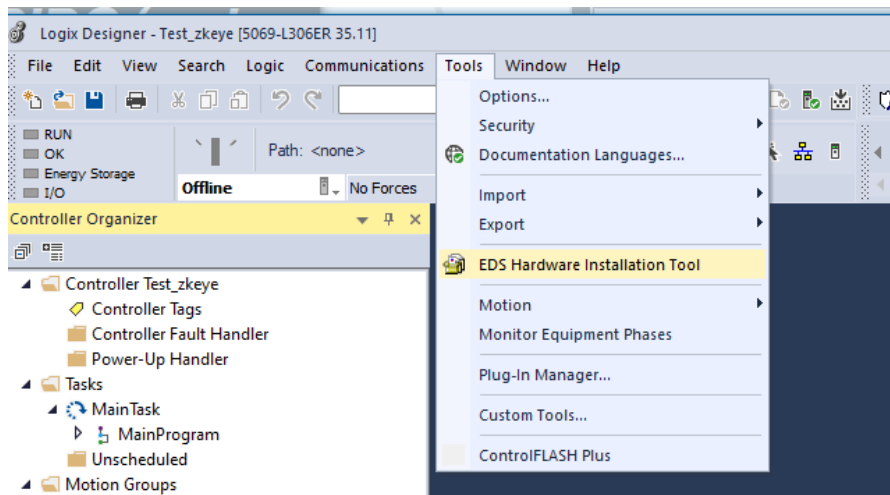 Logix Designer - Test_zkeye [5069-L306ER 35.11]
File Edit View Search Logic Communications Tools Window Help
RUN
OK
Energy Storage
I/O
Path: <none>
Offline
No Forces
Options...
Security
Documentation Languages...
Import
Export
EDS Hardware Installation Tool
Motion
Monitor Equipment Phases
Plug-In Manager...
Custom Tools...
ControlFLASH Plus
Controller Organizer
Controller Test_zkeye
Controller Tags
Controller Fault Handler
Power-Up Handler
Tasks
MainTask
MainProgram
Unscheduled
Motion Groups